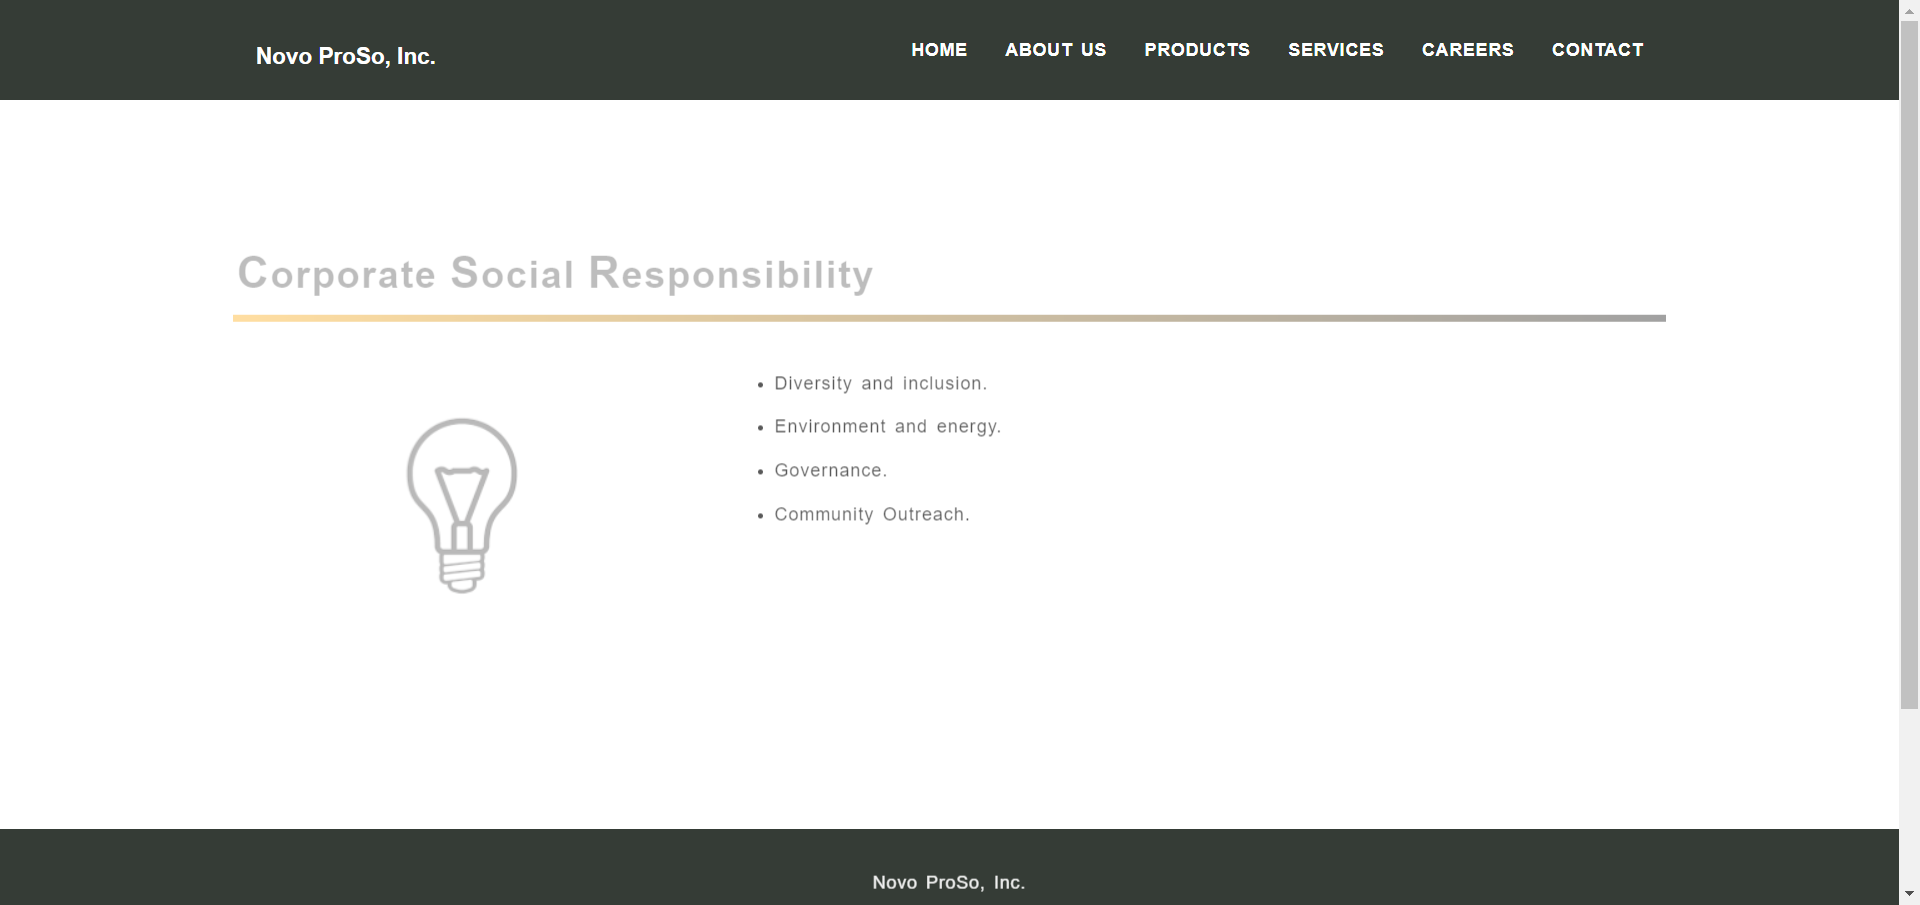 Novo ProSo, Inc.
HOME ABOUT US PRODUCTS SERVICES CAREERS CONTACT
Corporate Social Responsibility
• Diversity and inclusion.
• Environment and energy.
• Governance.
• Community Outreach.
Novo ProSo, Inc.